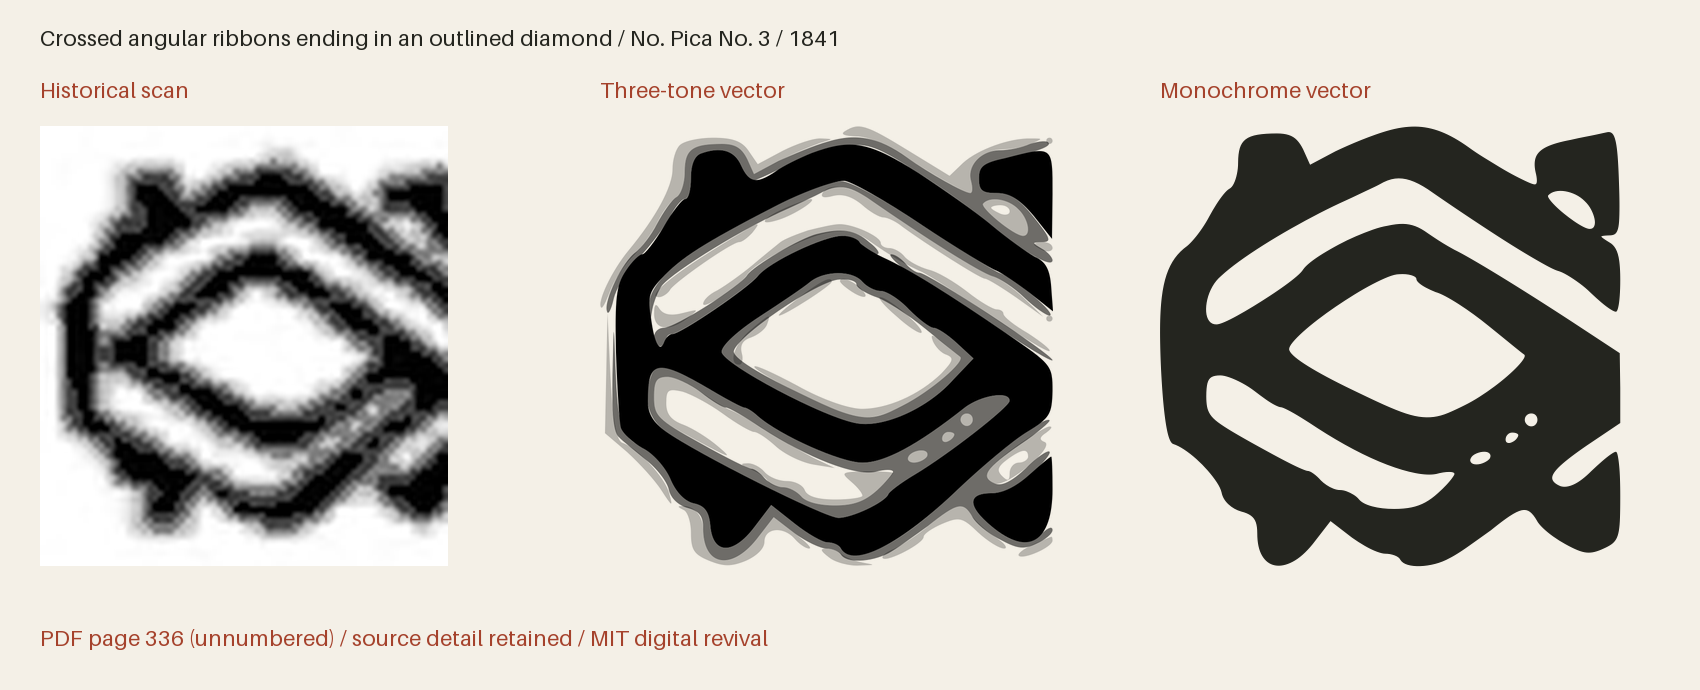 Crossed angular ribbons ending in an outlined diamond / No. Pica No. 3 / 1841
Historical scan
Three-tone vector
Monochrome vector
PDF page 336 (unnumbered) / source detail retained / MIT digital revival